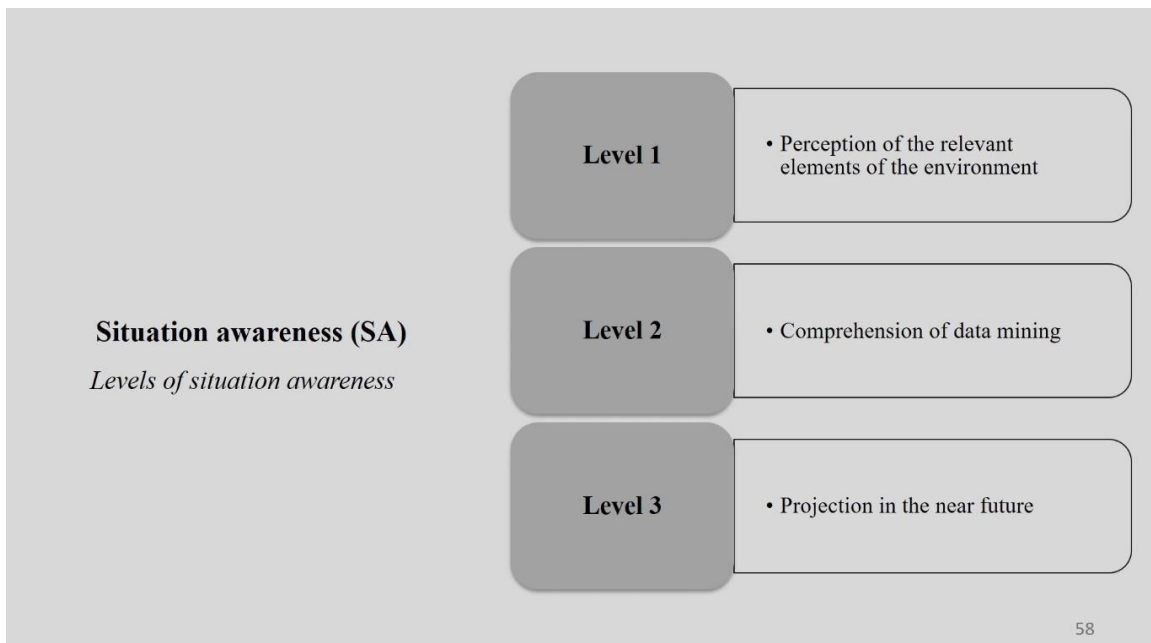 Situation awareness (SA)
Levels of situation awareness
Level 1
• Perception of the relevant
elements of the environment
Level 2
• Comprehension of data mining
Level 3
• Projection in the near future
58